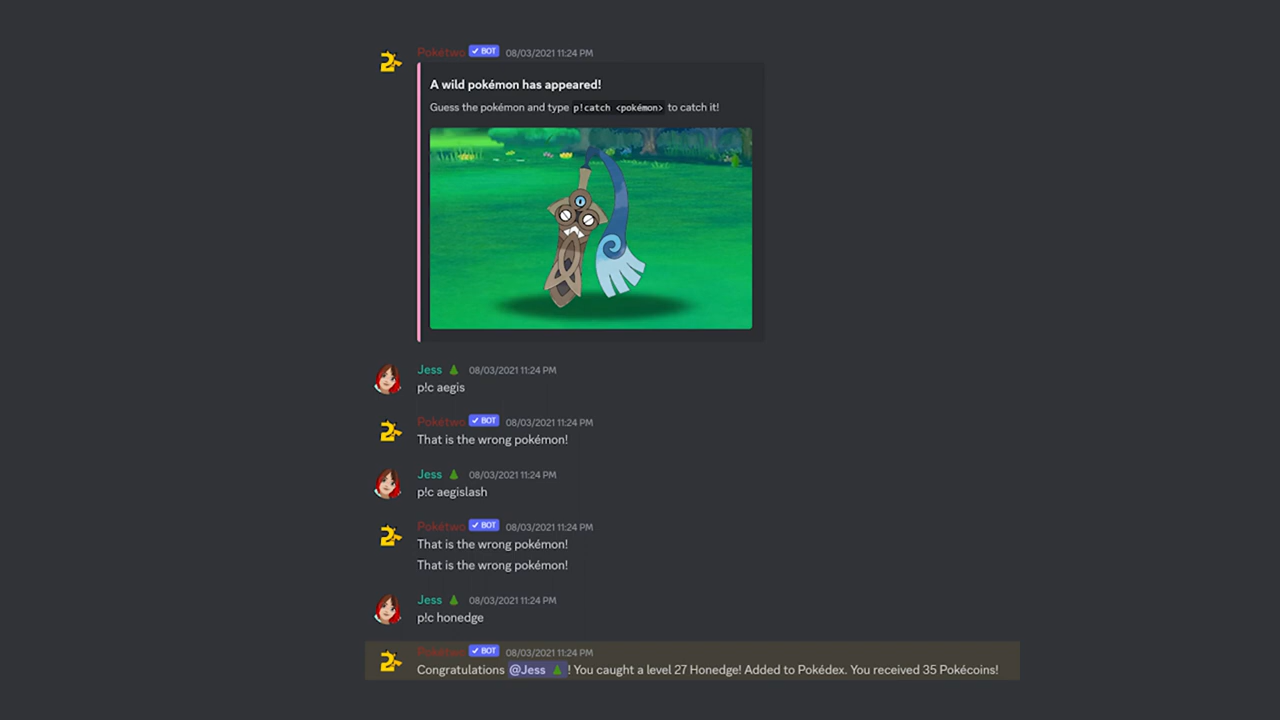 Pokétwo ✓ BOT 08/03/2021 11:24 PM
A wild pokémon has appeared!
Guess the pokémon and type p!catch <pokémon> to catch it!
Jess 08/03/2021 11:24 PM
p!c aegis
Pokétwo ✓ BOT 08/03/2021 11:24 PM
That is the wrong pokémon!
Jess 08/03/2021 11:24 PM
p!c aegislash
Pokétwo ✓ BOT 08/03/2021 11:24 PM
That is the wrong pokémon!
That is the wrong pokémon!
Jess 08/03/2021 11:24 PM
p!c honedge
Pokétwo ✓ BOT 08/03/2021 11:24 PM
Congratulations @Jess ! You caught a level 27 Honedge! Added to Pokédex. You received 35 Pokécoins!